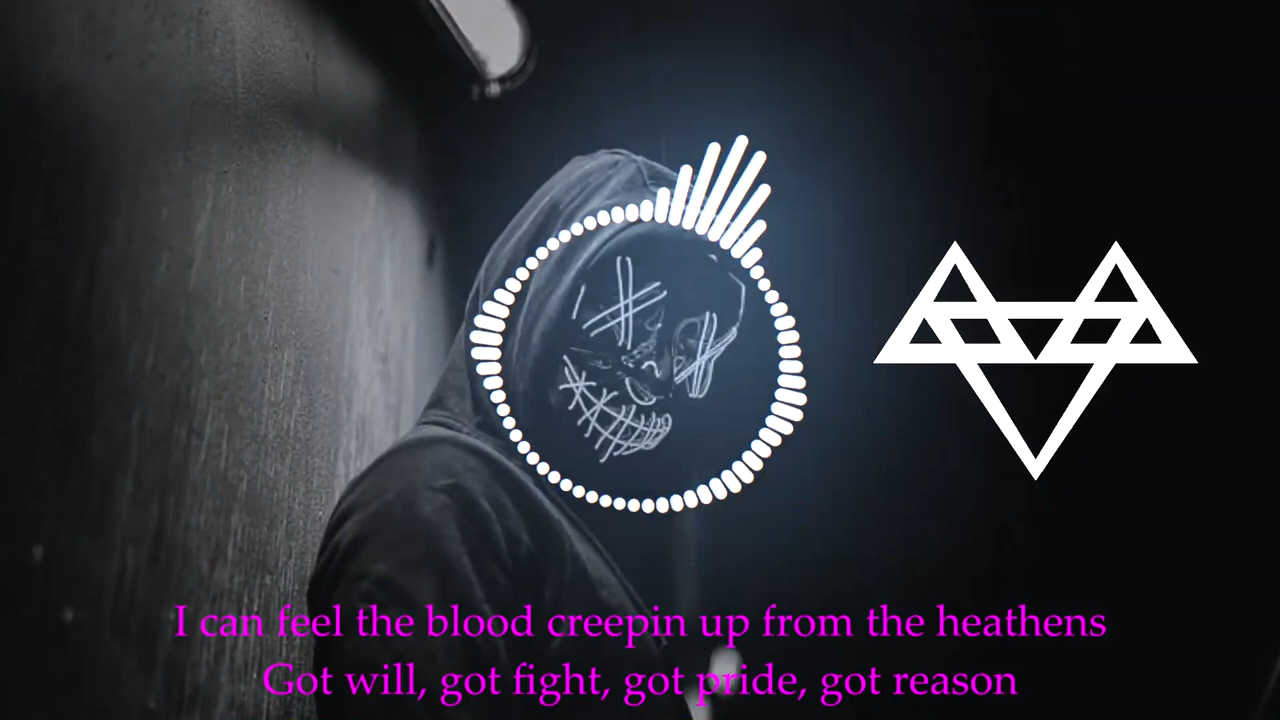 I can feel the blood creepin up from the heathens
Got will, got fight, got pride, got reason